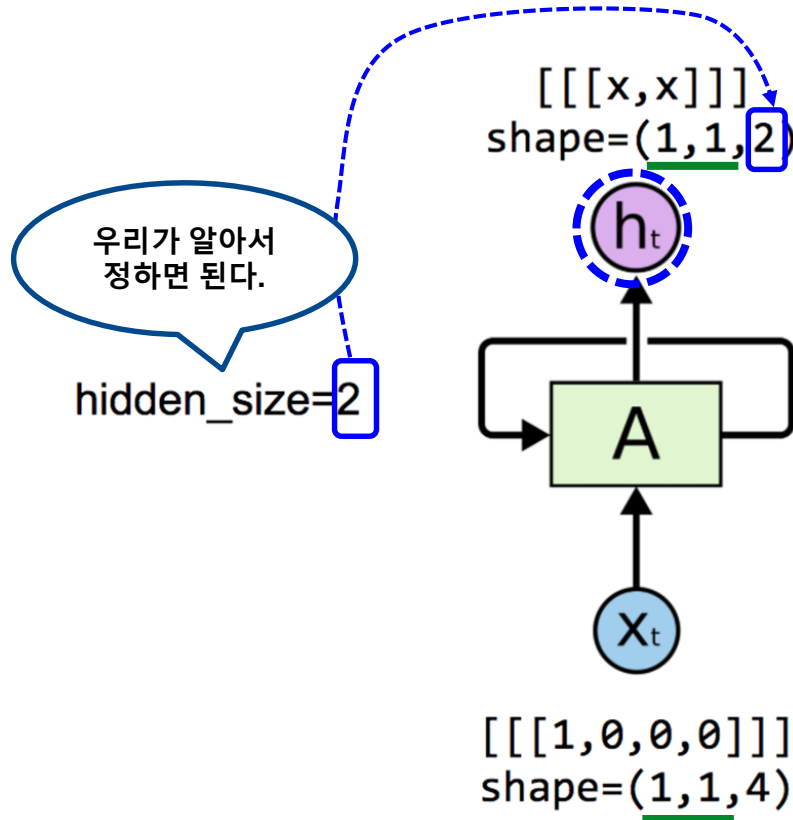 [[[x,x]]]
shape=(1,1,2)
ht
우리가 알아서
정하면 된다.
hidden_size=2
A
xt
[[[1,0,0,0]]]
shape=(1,1,4)